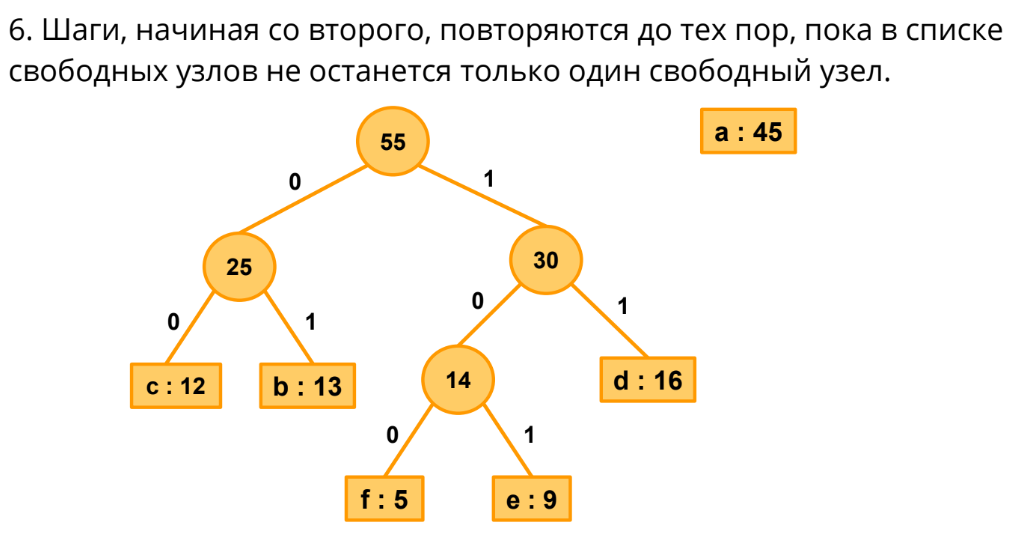 6. Шаги, начиная со второго, повторяются до тех пор, пока в списке
свободных узлов не останется только один свободный узел.
55
a : 45
0
1
25
30
0
1
0
1
c : 12
b : 13
14
d : 16
0
1
f : 5
e : 9